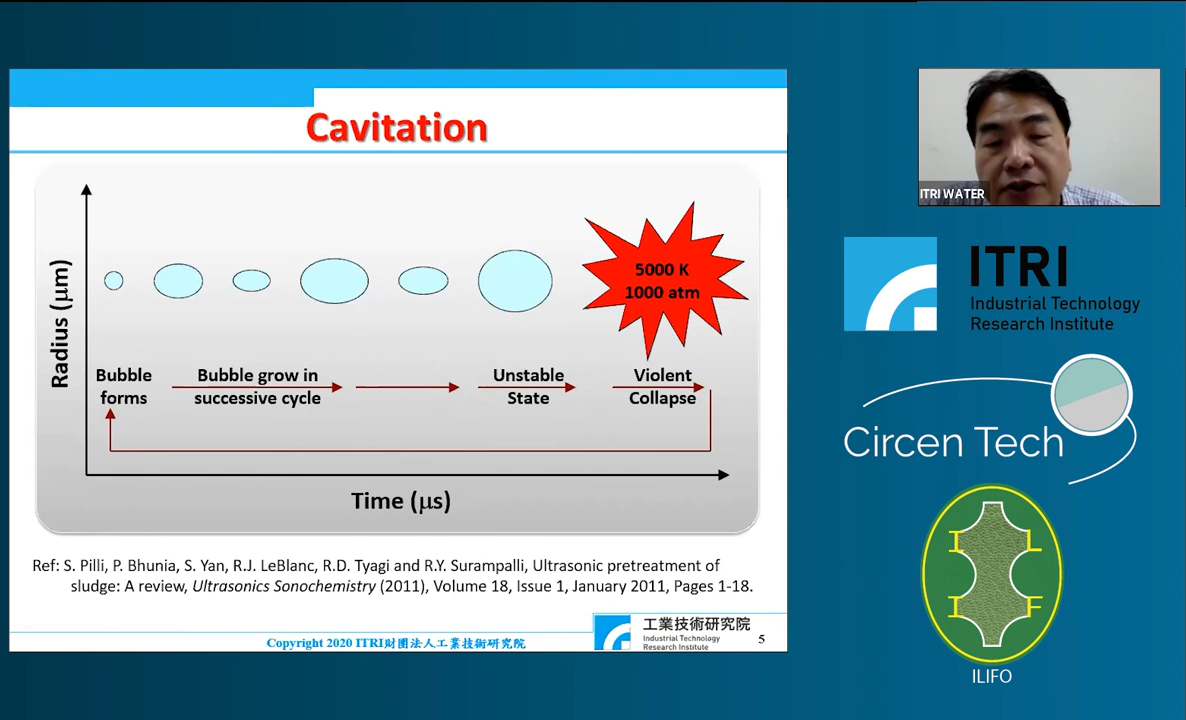 Cavitation
Radius (μm)
5000 K
1000 atm
Bubble
forms
Bubble grow in
successive cycle
Unstable
State
Violent
Collapse
Time (μs)
Ref: S. Pilli, P. Bhunia, S. Yan, R.J. LeBlanc, R.D. Tyagi and R.Y. Surampalli, Ultrasonic pretreatment of
sludge: A review, Ultrasonics Sonochemistry (2011), Volume 18, Issue 1, January 2011, Pages 1-18.
Copyright 2020 ITRI財團法人工業技術研究院
工業技術研究院
Industrial Technology
Research Institute
5
ITRI WATER
ITRI
Industrial Technology
Research Institute
Circen Tech
I L
I F
ILIFO